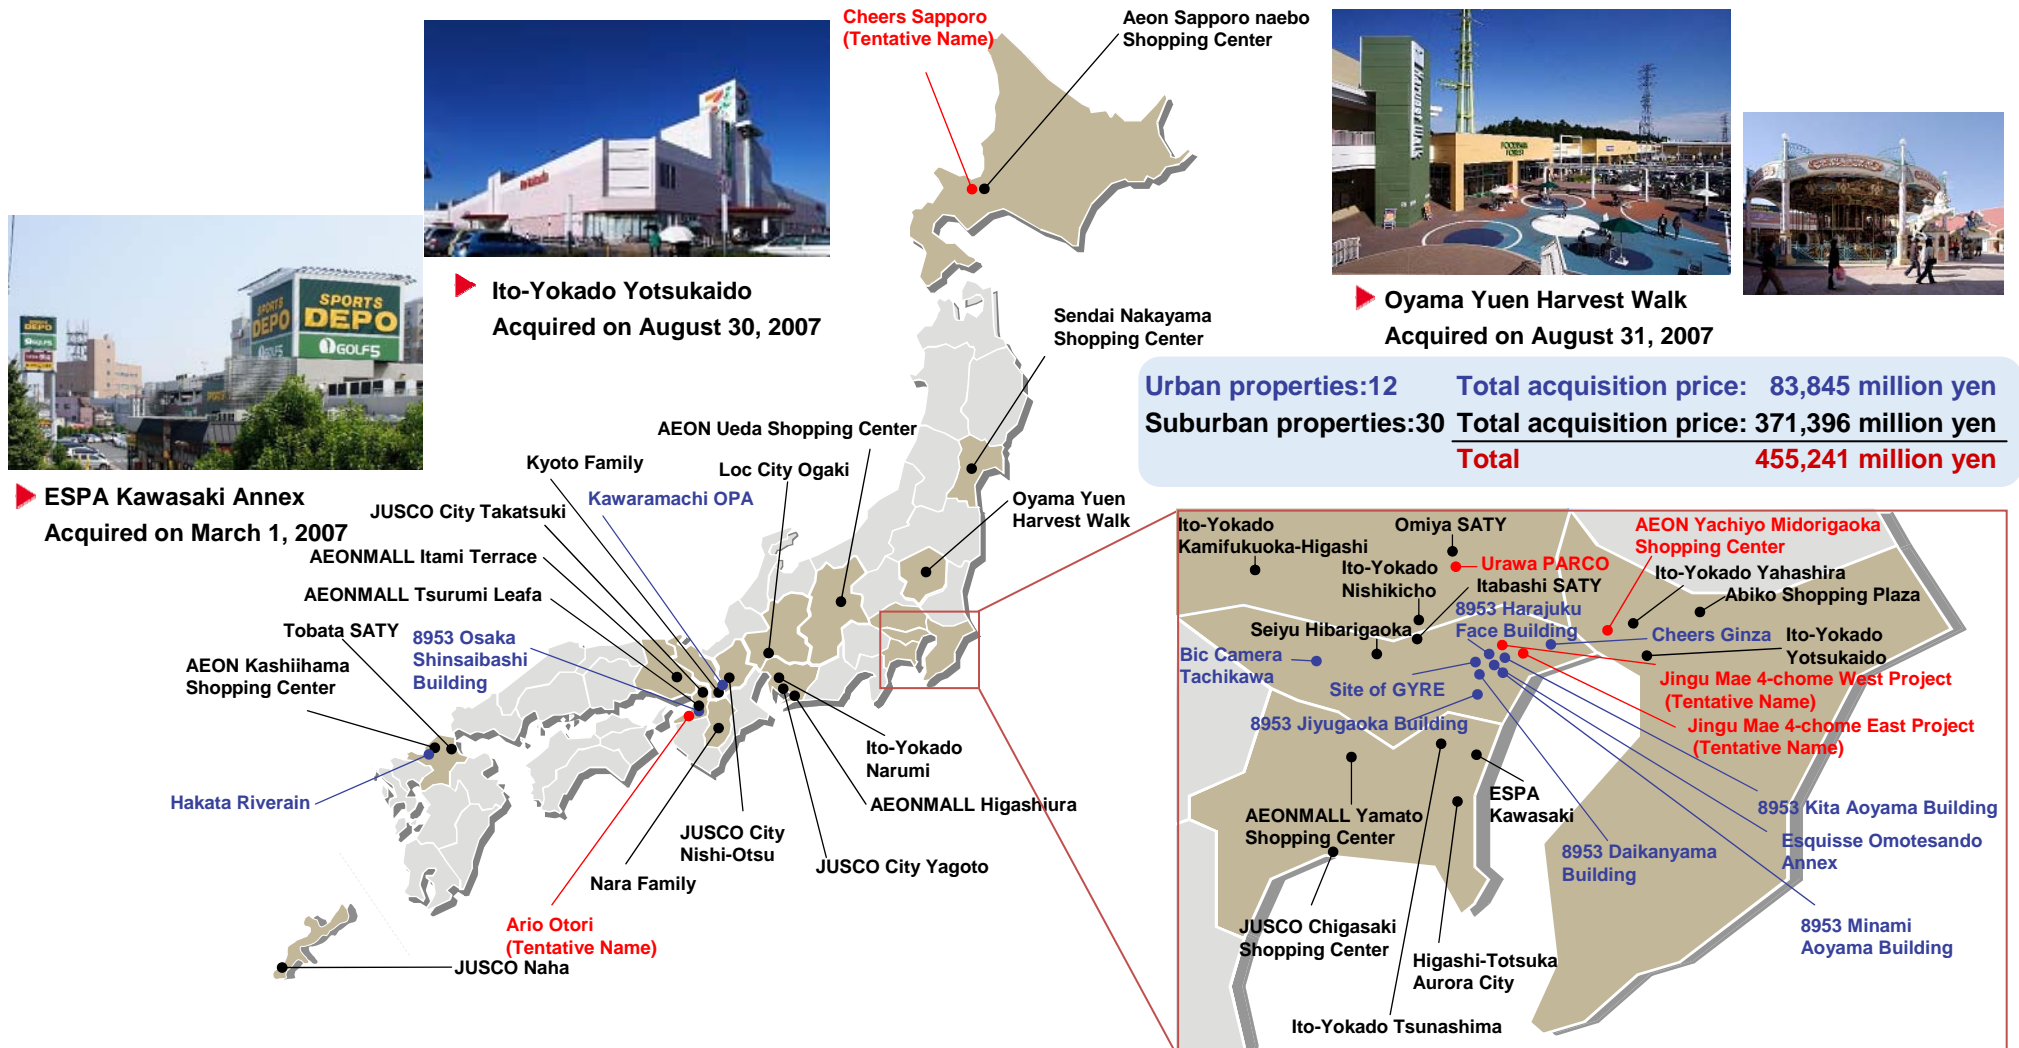 Cheers Sapporo
(Tentative Name)
Aeon Sapporo naebo
Shopping Center
Ito-Yokado Yotsukaido
Acquired on August 30, 2007
Oyama Yuen Harvest Walk
Acquired on August 31, 2007
FOODIUM
FOREST
SPORTS
DEPO
GOLF5
SPORTS
DEPO
ESPA Kawasaki Annex
Acquired on March 1, 2007
Urban properties:12 Total acquisition price: 83,845 million yen
Suburban properties:30 Total acquisition price: 371,396 million yen
Total 455,241 million yen
Sendai Nakayama
Shopping Center
AEON Ueda Shopping Center
Kyoto Family
Loc City Ogaki
Kawaramachi OPA
JUSCO City Takatsuki
Oyama Yuen
Harvest Walk
AEONMALL Itami Terrace
AEONMALL Tsurumi Leafa
Tobata SATY
8953 Osaka
Shinsaibashi
Building
AEON Kashiihama
Shopping Center
Hakata Riverain
Ito-Yokado
Narumi
AEONMALL Higashiura
JUSCO City
Nishi-Otsu
JUSCO City Yagoto
Nara Family
Ario Otori
(Tentative Name)
JUSCO Naha
Ito-Yokado
Kamifukuoka-Higashi
Omiya SATY
AEON Yachiyo Midorigaoka
Shopping Center
Urawa PARCO
Ito-Yokado
Nishikicho
Itabashi SATY
Ito-Yokado Yahashira
Abiko Shopping Plaza
8953 Harajuku
Face Building
Seiyu Hibarigaoka
Cheers Ginza
Ito-Yokado
Yotsukaido
Bic Camera
Tachikawa
Site of GYRE
Jingu Mae 4-chome West Project
(Tentative Name)
8953 Jiyugaoka Building
Jingu Mae 4-chome East Project
(Tentative Name)
ESPA
Kawasaki
8953 Kita Aoyama Building
AEONMALL Yamato
Shopping Center
Esquisse Omotesando
Annex
8953 Daikanyama
Building
JUSCO Chigasaki
Shopping Center
8953 Minami
Aoyama Building
Higashi-Totsuka
Aurora City
Ito-Yokado Tsunashima